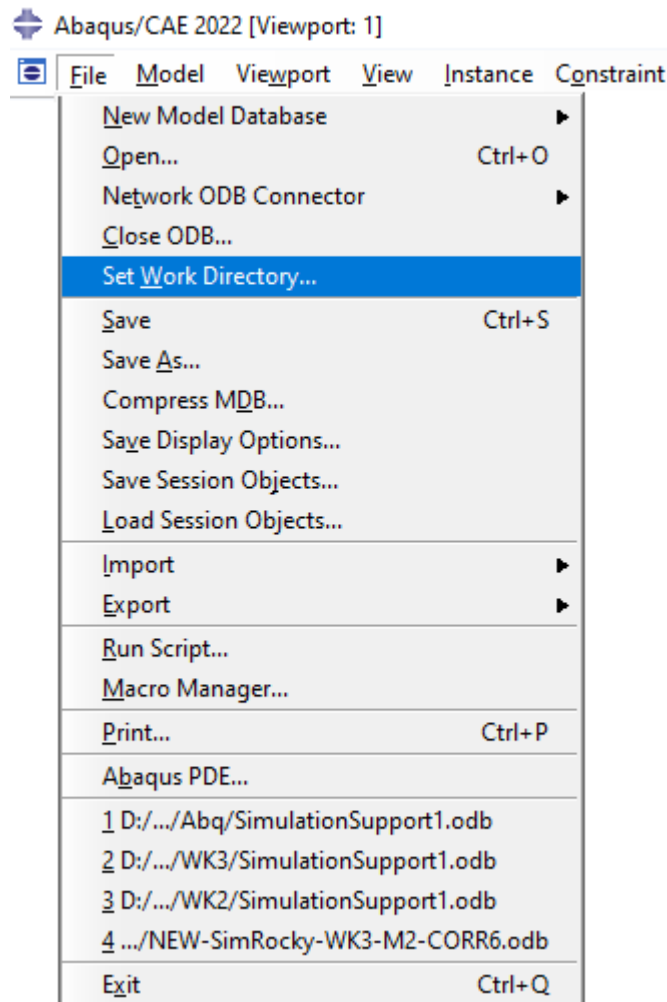 Abaqus/CAE 2022 [Viewport: 1]
File Model Viewport View Instance Constraint
New Model Database
Open... Ctrl+O
Network ODB Connector
Close ODB...
Set Work Directory...
Save Ctrl+S
Save As...
Compress MDB...
Save Display Options...
Save Session Objects...
Load Session Objects...
Import
Export
Run Script...
Macro Manager...
Print... Ctrl+P
Abaqus PDE...
1 D:/.../Abq/SimulationSupport1.odb
2 D:/.../WK3/SimulationSupport1.odb
3 D:/.../WK2/SimulationSupport1.odb
4 .../NEW-SimRocky-WK3-M2-CORR6.odb
Exit Ctrl+Q